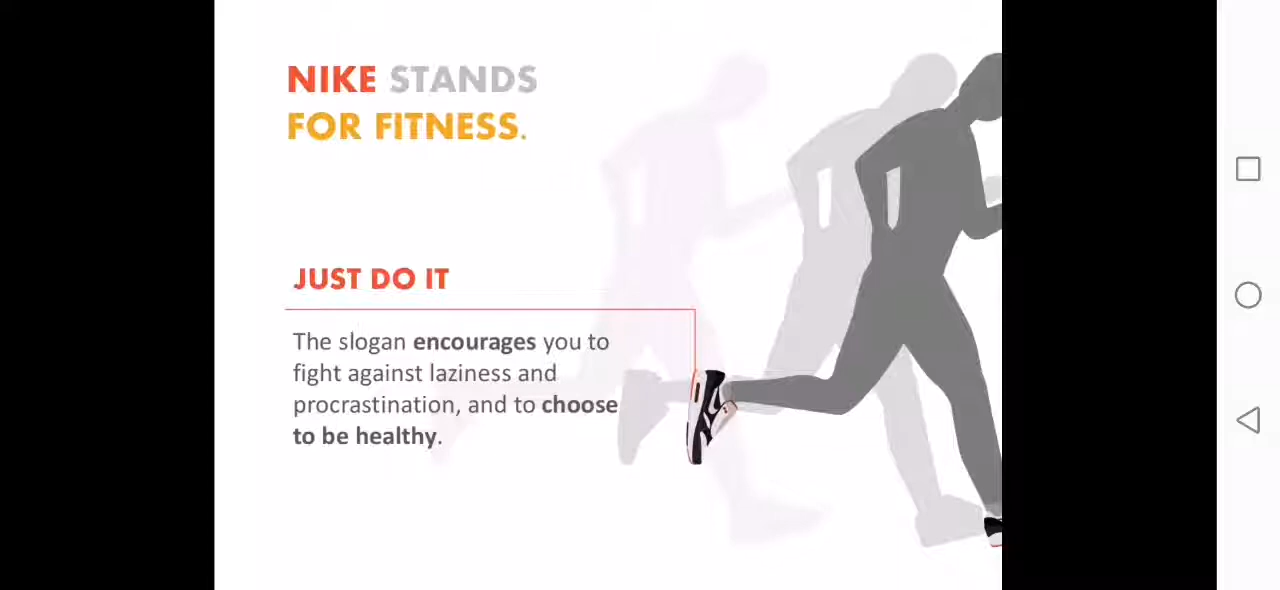 NIKE STANDS
FOR FITNESS.
JUST DO IT
The slogan encourages you to
fight against laziness and
procrastination, and to choose
to be healthy.